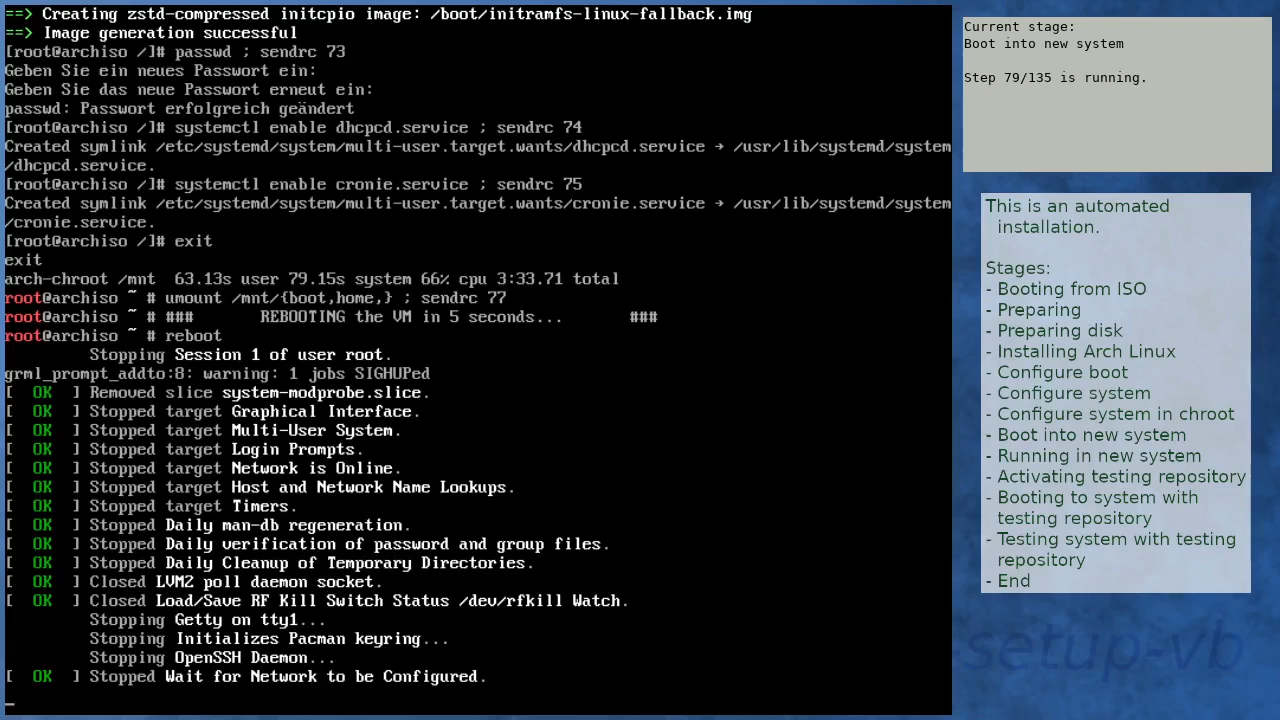 ==> Creating zstd-compressed initcpio image: /boot/initramfs-linux-fallback.img
==> Image generation successful
[root@archiso /]# passwd ; sendrc 73
Geben Sie ein neues Passwort ein:
Geben Sie das neue Passwort erneut ein:
passwd: Passwort erfolgreich geändert
[root@archiso /]# systemctl enable dhcpcd.service ; sendrc 74
Created symlink /etc/systemd/system/multi-user.target.wants/dhcpcd.service → /usr/lib/systemd/system
/dhcpcd.service.
[root@archiso /]# systemctl enable cronie.service ; sendrc 75
Created symlink /etc/systemd/system/multi-user.target.wants/cronie.service → /usr/lib/systemd/system
/cronie.service.
[root@archiso /]# exit
exit
arch-chroot /mnt  63.13s user 79.15s system 66% cpu 3:33.71 total
root@archiso ~ # umount /mnt/{boot,home,} ; sendrc 77
root@archiso ~ # ###       REBOOTING the VM in 5 seconds...       ###
root@archiso ~ # reboot
         Stopping Session 1 of user root.
grml_prompt_addto:8: warning: 1 jobs SIGHUPed
[  OK  ] Removed slice system-modprobe.slice.
[  OK  ] Stopped target Graphical Interface.
[  OK  ] Stopped target Multi-User System.
[  OK  ] Stopped target Login Prompts.
[  OK  ] Stopped target Network is Online.
[  OK  ] Stopped target Host and Network Name Lookups.
[  OK  ] Stopped target Timers.
[  OK  ] Stopped Daily man-db regeneration.
[  OK  ] Stopped Daily verification of password and group files.
[  OK  ] Stopped Daily Cleanup of Temporary Directories.
[  OK  ] Closed LVM2 poll daemon socket.
[  OK  ] Closed Load/Save RF Kill Switch Status /dev/rfkill Watch.
         Stopping Getty on tty1...
         Stopping Initializes Pacman keyring...
         Stopping OpenSSH Daemon...
[  OK  ] Stopped Wait for Network to be Configured.
_
Current stage:
Boot into new system
Step 79/135 is running.
This is an automated
installation.
Stages:
- Booting from ISO
- Preparing
- Preparing disk
- Installing Arch Linux
- Configure boot
- Configure system
- Configure system in chroot
- Boot into new system
- Running in new system
- Activating testing repository
- Booting to system with
testing repository
- Testing system with testing
repository
- End
setup-vb